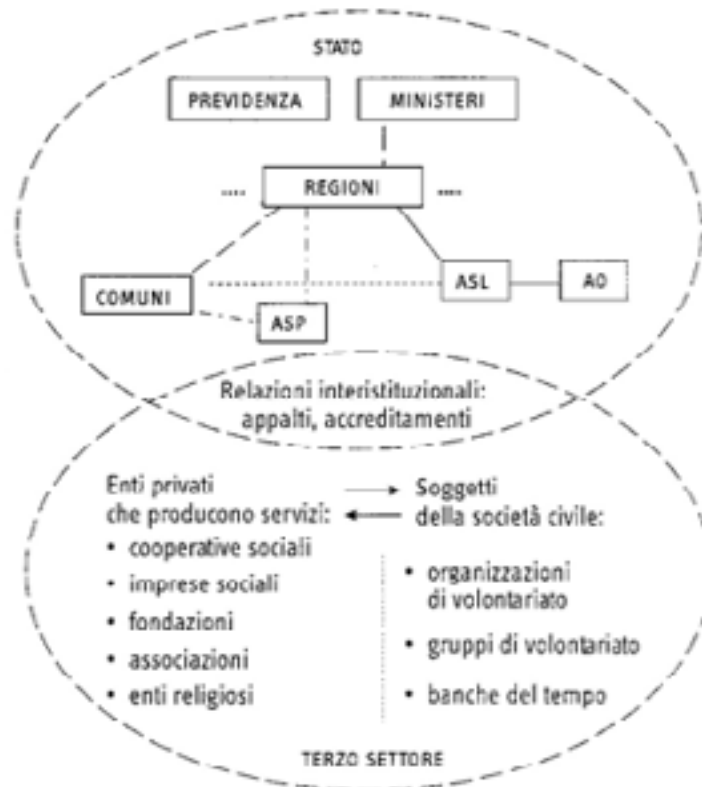 STATO
PREVIDENZA
MINISTERI
....
REGIONI
....
COMUNI
ASP
ASL
AO
Relazioni interistituzionali:
appalti, accreditamenti
Enti privati
che producono servizi:
• cooperative sociali
• imprese sociali
• fondazioni
• associazioni
• enti religiosi
Soggetti
della società civile:
• organizzazioni
di volontariato
• gruppi di volontariato
• banche del tempo
TERZO SETTORE